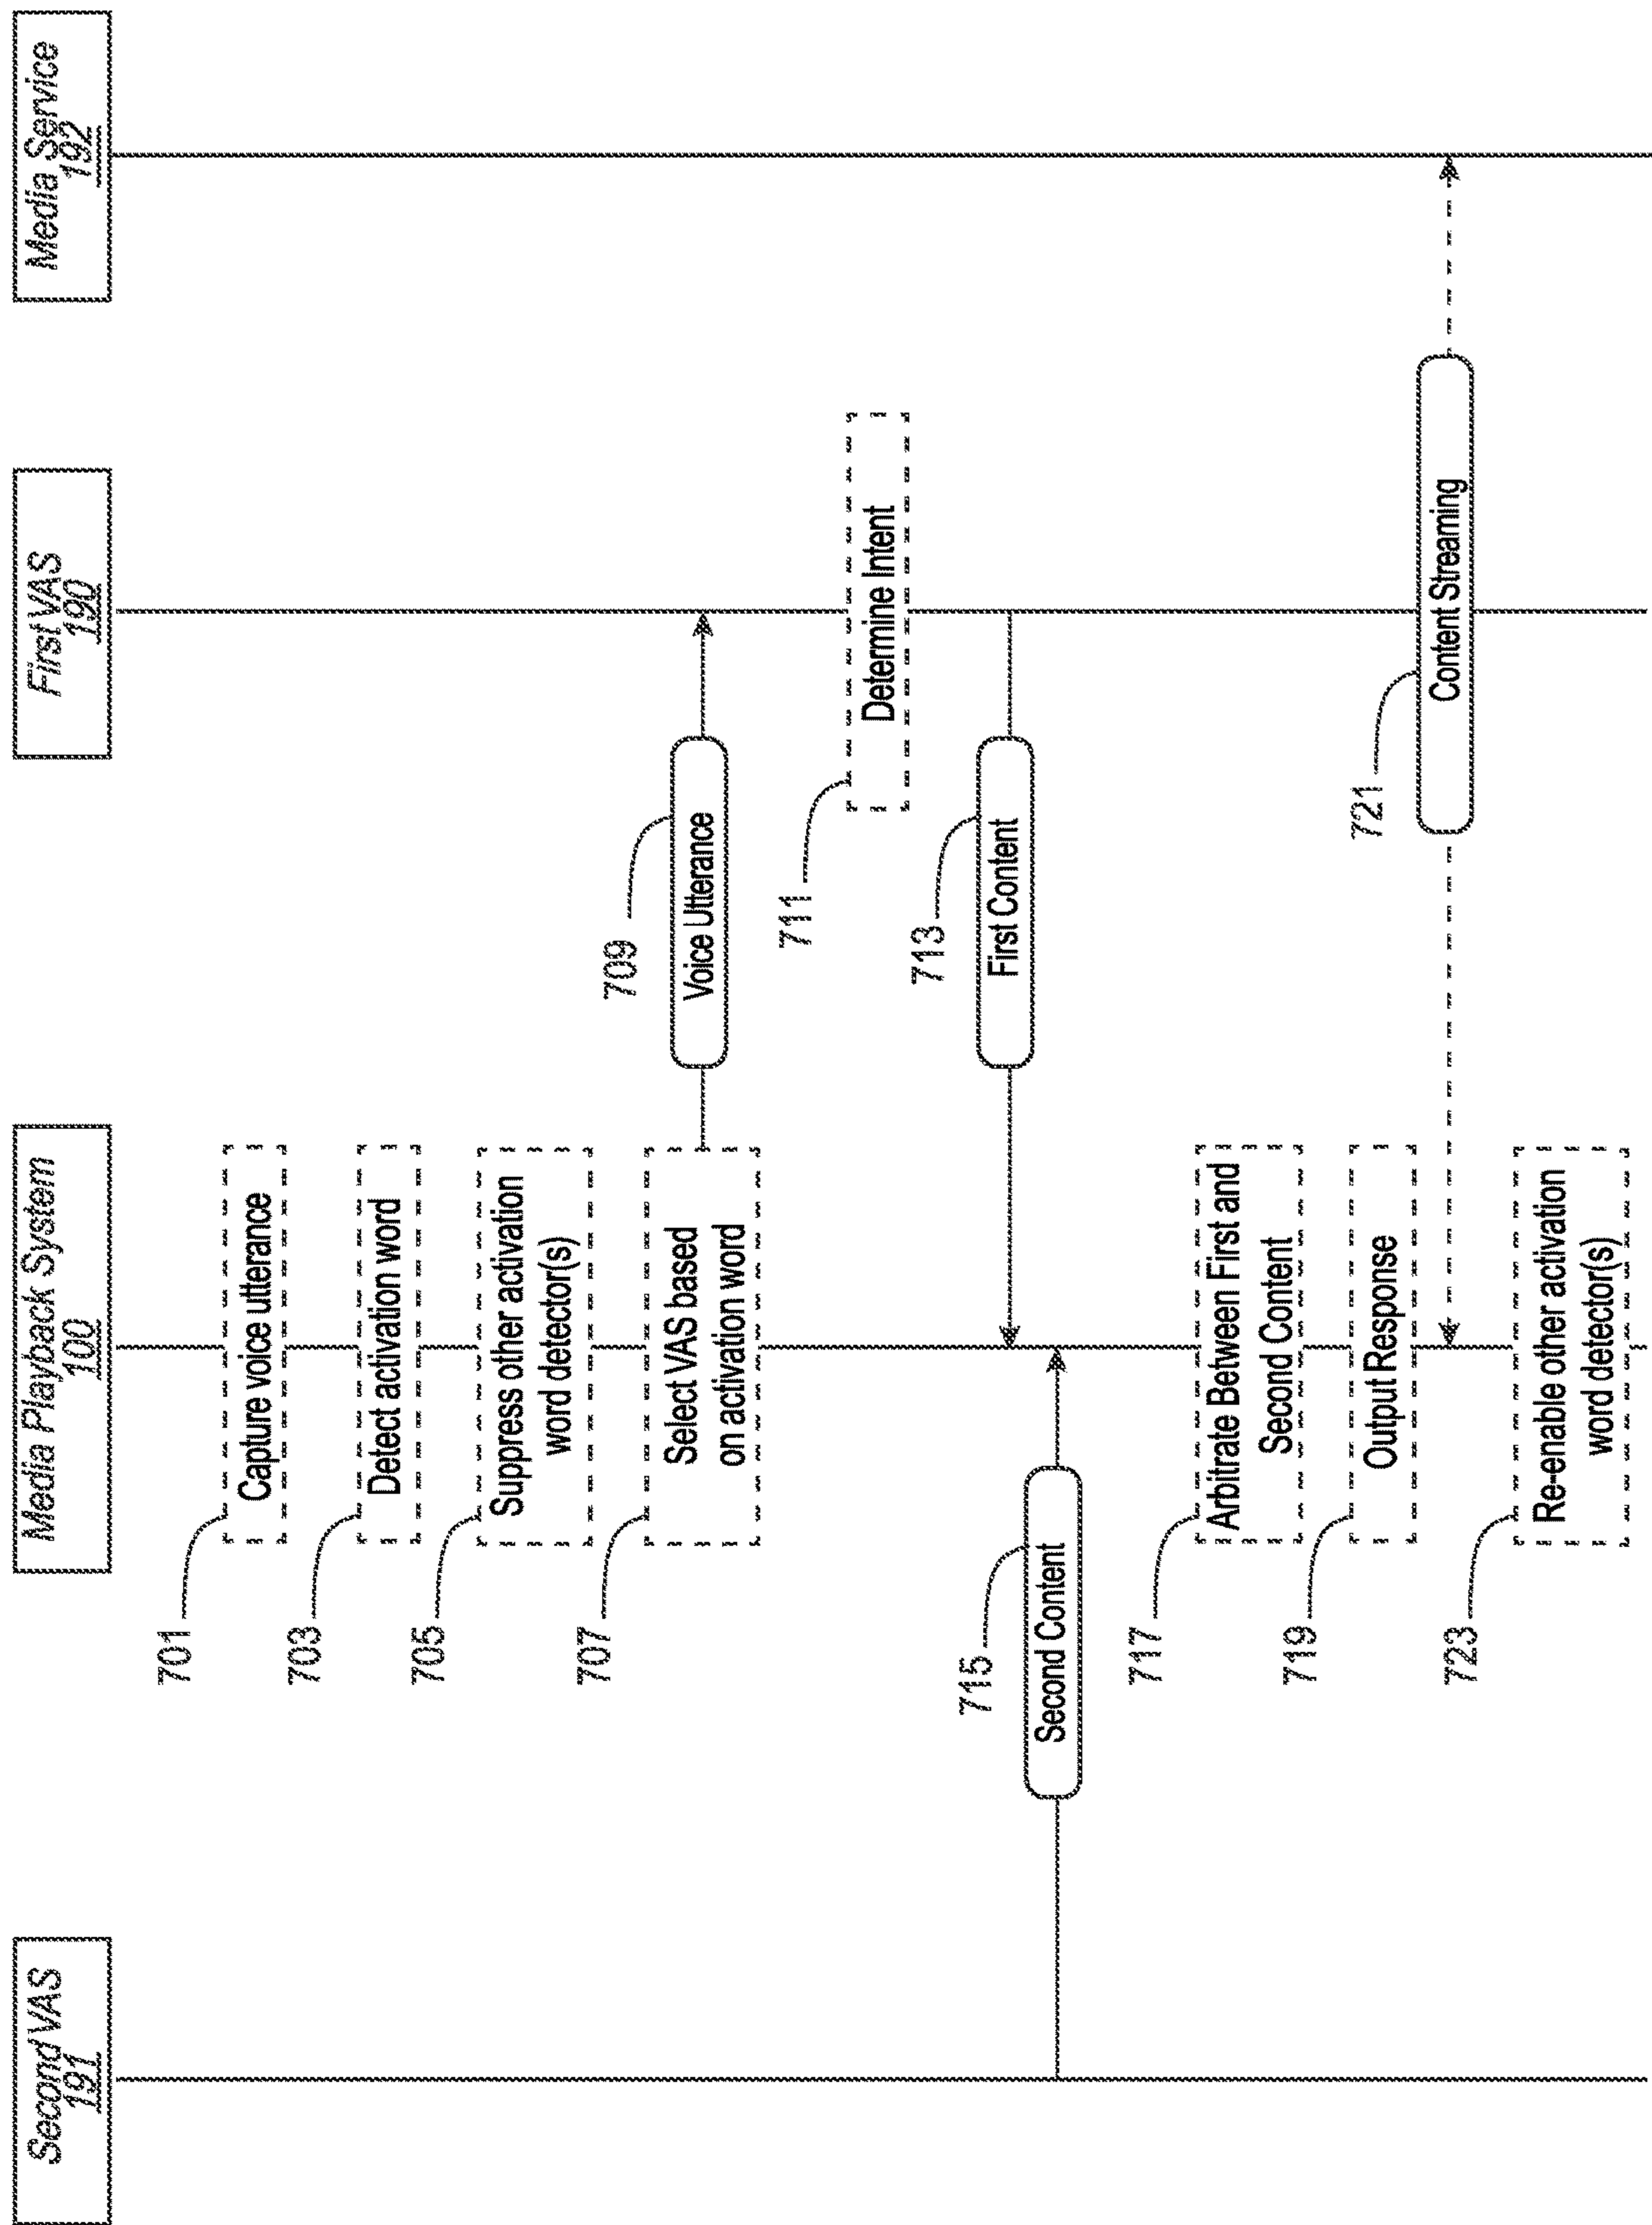 Second VAS
191
Media Playback System
100
First VAS
190
Media Service
192
701
Capture voice utterance
703
Detect activation word
705
Suppress other activation
word detector(s)
707
Select VAS based
on activation word
709
Voice Utterance
711
Determine Intent
713
First Content
715
Second Content
717
Arbitrate Between First and
Second Content
719
Output Response
721
Content Streaming
723
Re-enable other activation
word detector(s)